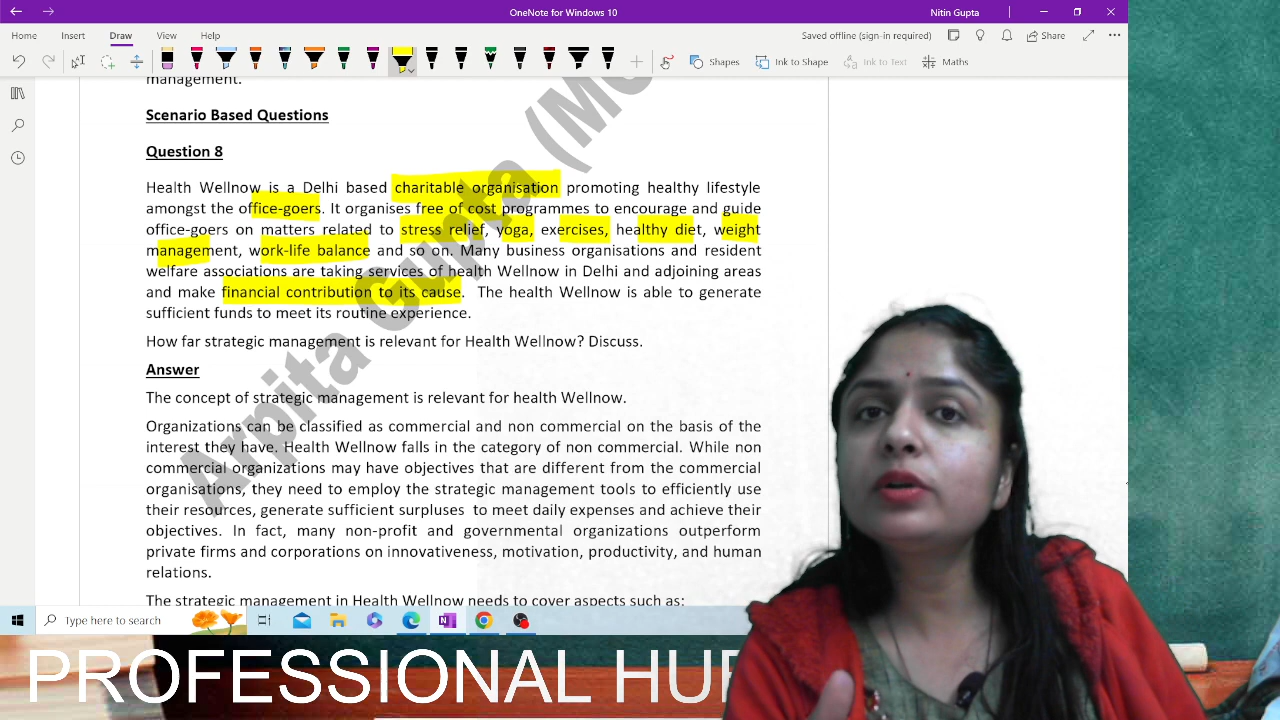 OneNote for Windows 10
Nitin Gupta
Home Insert Draw View Help
Saved offline (sign-in required) Share
Shapes Ink to Shape Ink to Text Maths
management.
Scenario Based Questions
Question 8
Health Wellnow is a Delhi based charitable organisation promoting healthy lifestyle
amongst the office-goers. It organises free of cost programmes to encourage and guide
office-goers on matters related to stress relief, yoga, exercises, healthy diet, weight
management, work-life balance and so on. Many business organisations and resident
welfare associations are taking services of health Wellnow in Delhi and adjoining areas
and make financial contribution to its cause. The health Wellnow is able to generate
sufficient funds to meet its routine experience.
How far strategic management is relevant for Health Wellnow? Discuss.
Answer
The concept of strategic management is relevant for health Wellnow.
Organizations can be classified as commercial and non commercial on the basis of the
interest they have. Health Wellnow falls in the category of non commercial. While non
commercial organizations may have objectives that are different from the commercial
organisations, they need to employ the strategic management tools to efficiently use
their resources, generate sufficient surpluses to meet daily expenses and achieve their
objectives. In fact, many non-profit and governmental organizations outperform
private firms and corporations on innovativeness, motivation, productivity, and human
relations.
The strategic management in Health Wellnow needs to cover aspects such as:
Arpita Gupta
Type here to search
PROFESSIONAL